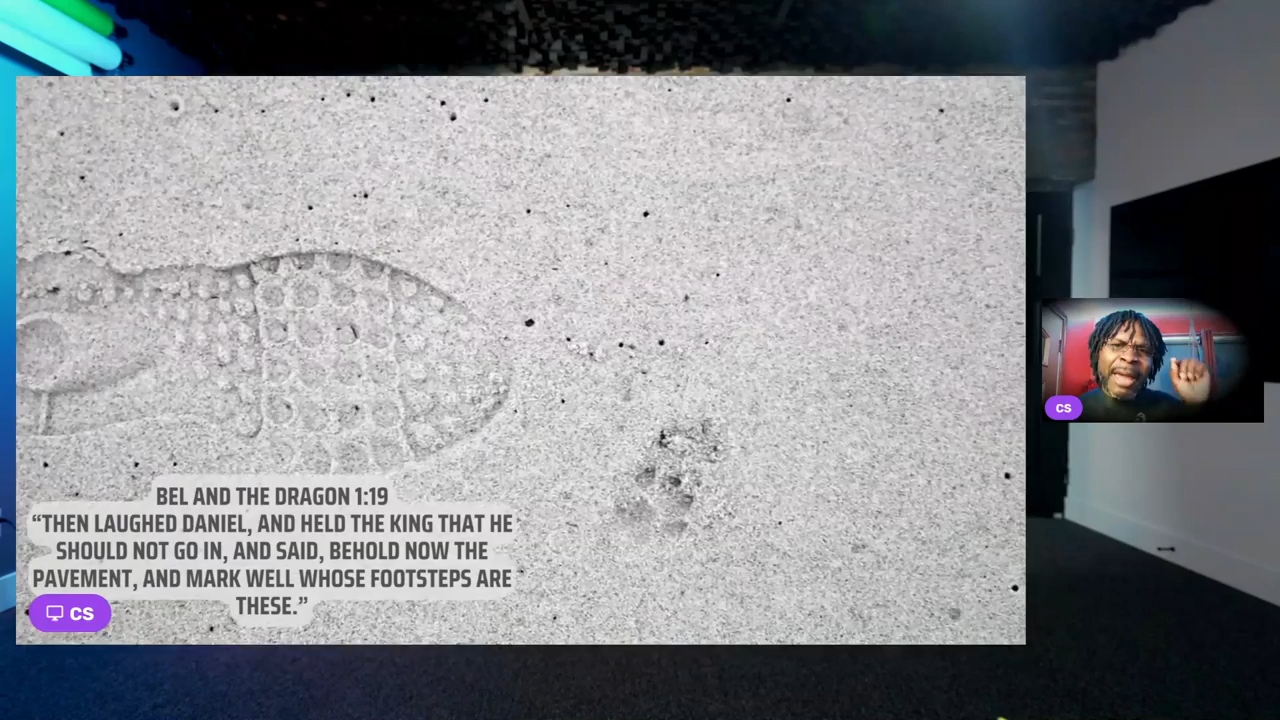 BEL AND THE DRAGON 1:19
“THEN LAUGHED DANIEL, AND HELD THE KING THAT HE
SHOULD NOT GO IN, AND SAID, BEHOLD NOW THE
PAVEMENT, AND MARK WELL WHOSE FOOTSTEPS ARE
THESE.”
CS
CS